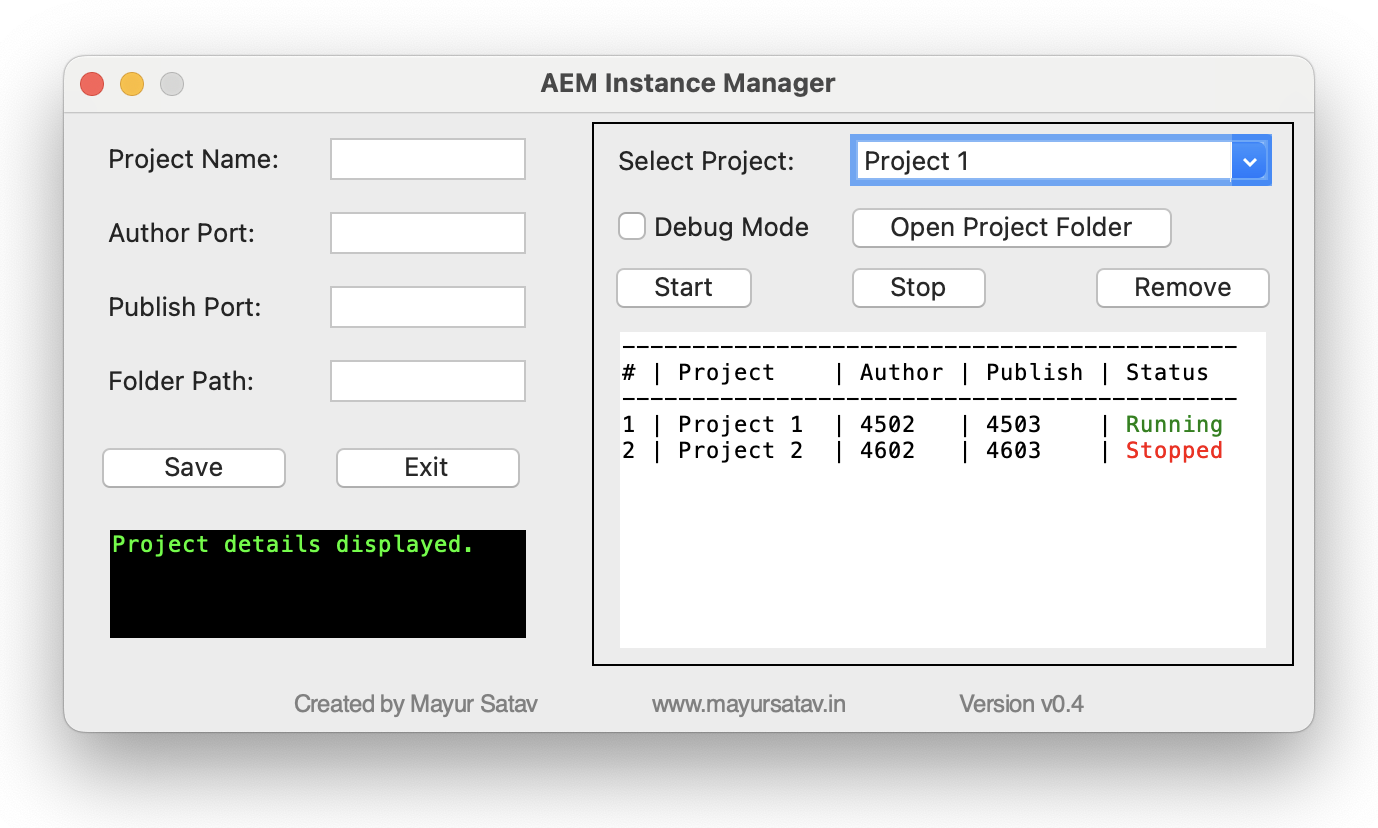 AEM Instance Manager
Project Name:
Author Port:
Publish Port:
Folder Path:
Save Exit
Project details displayed.
Select Project: Project 1
Debug Mode Open Project Folder
Start Stop Remove
--------------------------------------------
# | Project    | Author | Publish | Status
--------------------------------------------
1 | Project 1  | 4502   | 4503    | Running
2 | Project 2  | 4602   | 4603    | Stopped
Created by Mayur Satav www.mayursatav.in Version v0.4